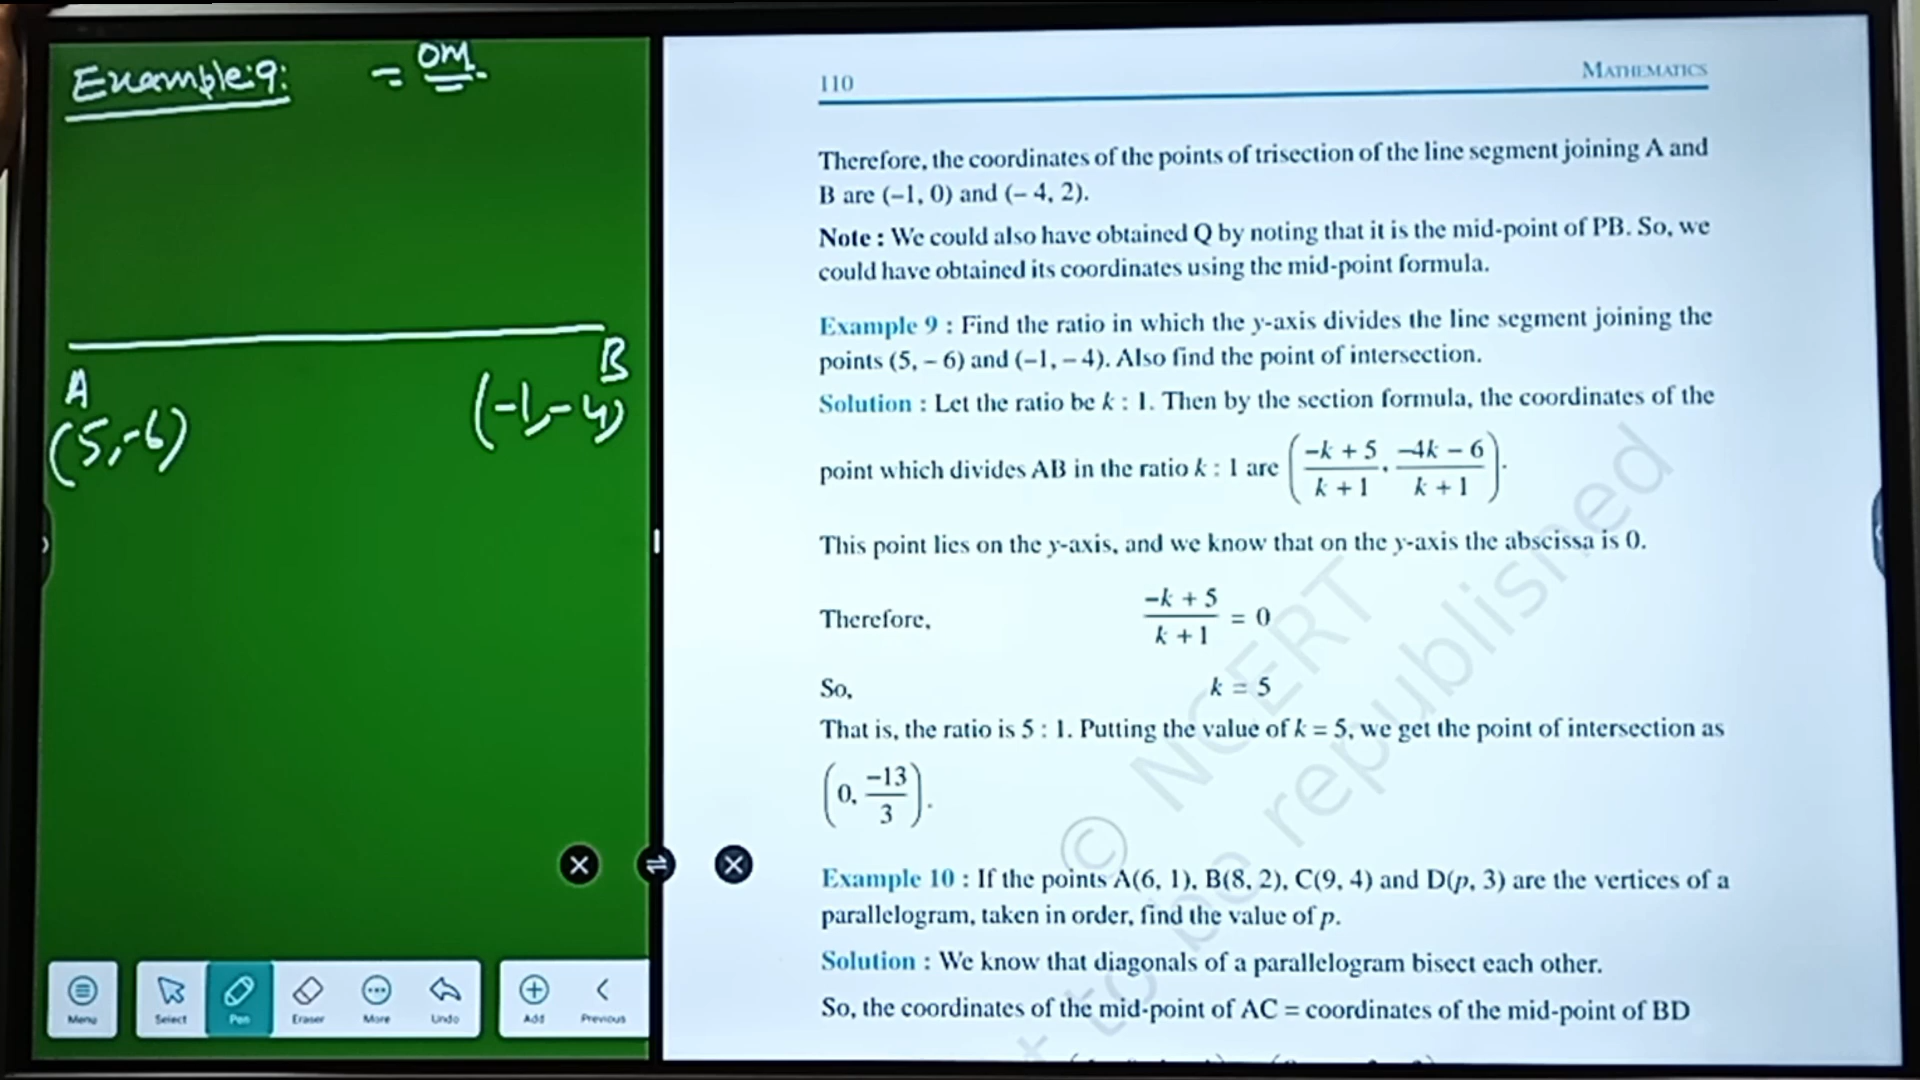 Example:9:
= OM.
A
B
(5,-6)
(-1,-4)
Menu
Select
Pen
Eraser
More
Undo
Add
Previous
110
MATHEMATICS
Therefore, the coordinates of the points of trisection of the line segment joining A and
B are (–1, 0) and (– 4, 2).
Note : We could also have obtained Q by noting that it is the mid-point of PB. So, we
could have obtained its coordinates using the mid-point formula.
Example 9 : Find the ratio in which the y-axis divides the line segment joining the
points (5, – 6) and (–1, – 4). Also find the point of intersection.
Solution : Let the ratio be k : 1. Then by the section formula, the coordinates of the
point which divides AB in the ratio k : 1 are ((–k + 5)/(k + 1), (–4k – 6)/(k + 1)).
This point lies on the y-axis, and we know that on the y-axis the abscissa is 0.
Therefore, (–k + 5)/(k + 1) = 0
So, k = 5
That is, the ratio is 5 : 1. Putting the value of k = 5, we get the point of intersection as
(0, –13/3).
Example 10 : If the points A(6, 1), B(8, 2), C(9, 4) and D(p, 3) are the vertices of a
parallelogram, taken in order, find the value of p.
Solution : We know that diagonals of a parallelogram bisect each other.
So, the coordinates of the mid-point of AC = coordinates of the mid-point of BD
© NCERT
to be republished